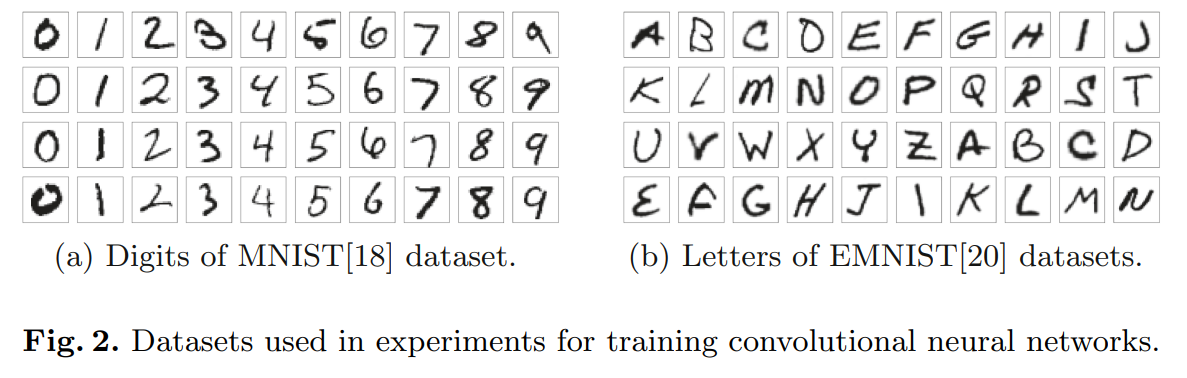 0 1 2 3 4 5 6 7 8 9
0 1 2 3 4 5 6 7 8 9
0 1 2 3 4 5 6 7 8 9
0 1 2 3 4 5 6 7 8 9
(a) Digits of MNIST[18] dataset.
A B C D E F G H I J
K L M N O P Q R S T
U V W X Y Z A B C D
E F G H J I K L M N
(b) Letters of EMNIST[20] datasets.
Fig. 2. Datasets used in experiments for training convolutional neural networks.